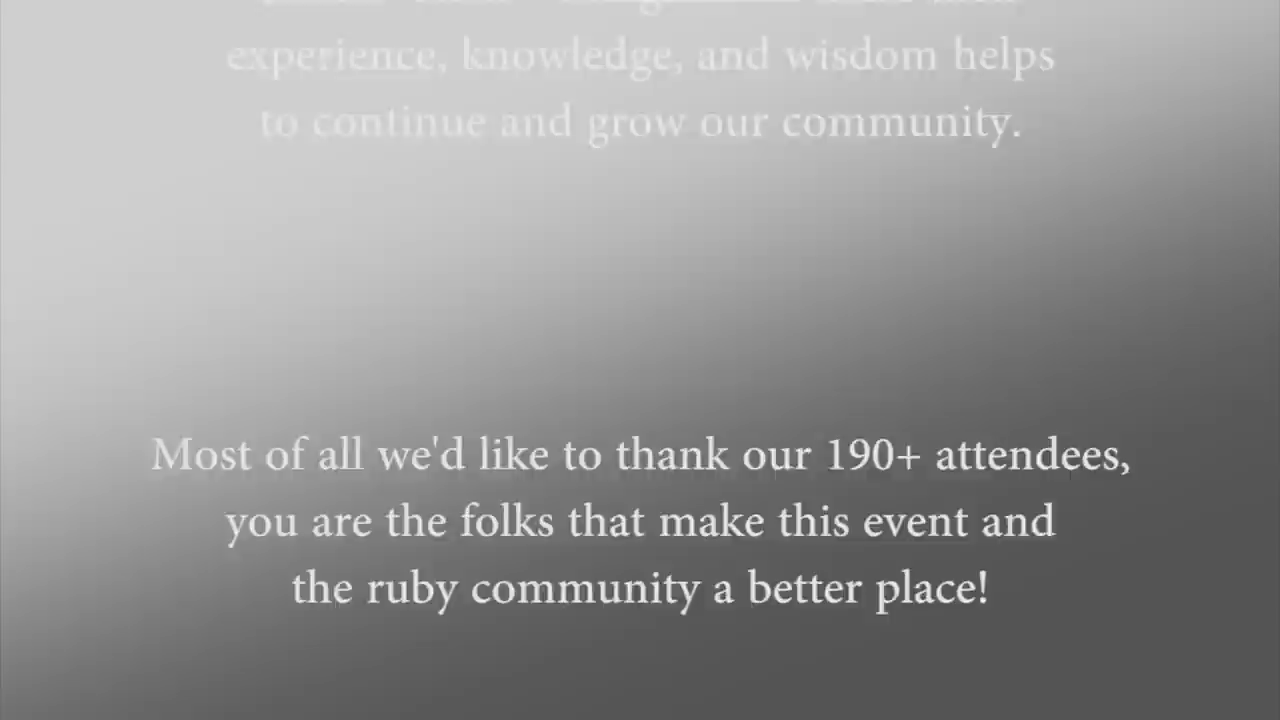 experience, knowledge, and wisdom helps
to continue and grow our community.
Most of all we'd like to thank our 190+ attendees,
you are the folks that make this event and
the ruby community a better place!